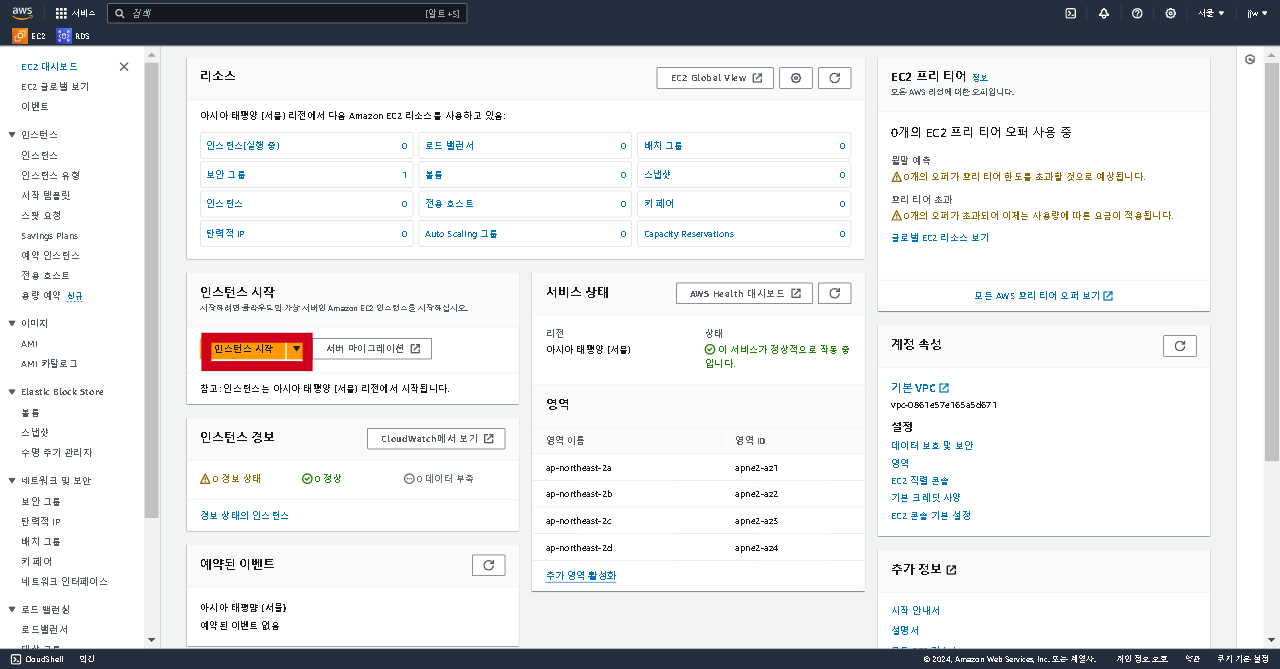 aws
서비스
검색
[알트+S]
서울
jjw
EC2
RDS
EC2 대시보드
EC2 글로벌 보기
이벤트
인스턴스
인스턴스
인스턴스 유형
시작 템플릿
스팟 요청
Savings Plans
예약 인스턴스
전용 호스트
용량 예약 신규
이미지
AMI
AMI 카탈로그
Elastic Block Store
볼륨
스냅샷
수명 주기 관리자
네트워크 및 보안
보안 그룹
탄력적 IP
배치 그룹
키 페어
네트워크 인터페이스
로드 밸런싱
로드밸런서
대상 그룹
리소스
EC2 Global View
아시아 태평양 (서울) 리전에서 다음 Amazon EC2 리소스를 사용하고 있음:
인스턴스(실행 중) 0
로드 밸런서 0
배치 그룹 0
보안 그룹 1
볼륨 0
스냅샷 0
인스턴스 0
전용 호스트 0
키 페어 0
탄력적 IP 0
Auto Scaling 그룹 0
Capacity Reservations 0
인스턴스 시작
시작하려면 클라우드의 가상 서버인 Amazon EC2 인스턴스를 시작하십시오.
인스턴스 시작
서버 마이그레이션
참고: 인스턴스는 아시아 태평양 (서울) 리전에서 시작됩니다.
인스턴스 경보
CloudWatch에서 보기
0 경보 상태
0 정상
0 데이터 부족
경보 상태의 인스턴스
예약된 이벤트
아시아 태평양 (서울)
예약된 이벤트 없음
서비스 상태
AWS Health 대시보드
리전
상태
아시아 태평양 (서울)
이 서비스가 정상적으로 작동 중
입니다.
영역
영역 이름
영역 ID
ap-northeast-2a
apne2-az1
ap-northeast-2b
apne2-az2
ap-northeast-2c
apne2-az3
ap-northeast-2d
apne2-az4
추가 영역 활성화
EC2 프리 티어 정보
모든 AWS 리전에 대한 오퍼입니다.
0개의 EC2 프리 티어 오퍼 사용 중
월말 예측
0개의 오퍼가 프리 티어 한도를 초과할 것으로 예상됩니다.
프리 티어 초과
0개의 오퍼가 초과되어 이제는 사용량에 따른 요금이 적용됩니다.
글로벌 EC2 리소스 보기
모든 AWS 프리 티어 오퍼 보기
계정 속성
기본 VPC
vpc-0861e57e165a5d671
설정
데이터 보호 및 보안
영역
EC2 직렬 콘솔
기본 크레딧 사양
EC2 콘솔 기본 설정
추가 정보
시작 안내서
설명서
CloudShell
의견
© 2024, Amazon Web Services, Inc. 또는 계열사.
개인 정보 보호
약관
쿠키 기본 설정